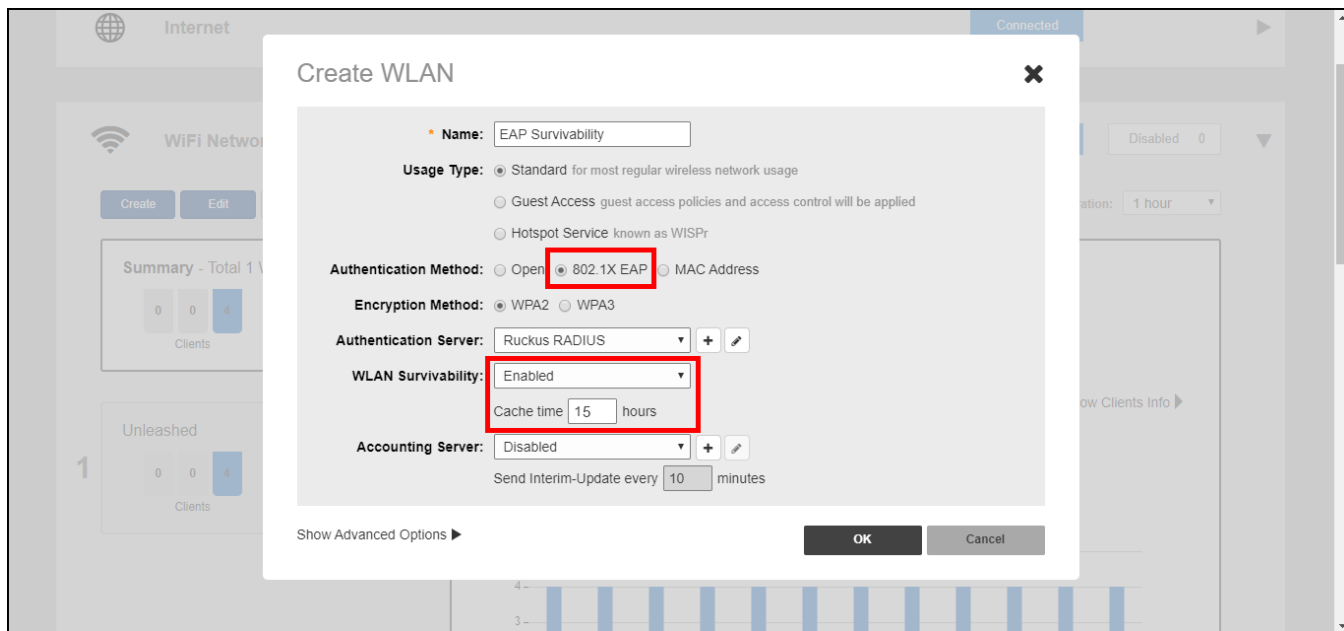 Internet
Connected
Create WLAN
* Name: EAP Survivability
WiFi Networ
Disabled 0
Usage Type: Standard for most regular wireless network usage
Create Edit
Guest Access guest access policies and access control will be applied
ation: 1 hour
Hotspot Service known as WISPr
Summary - Total 1
Authentication Method: Open 802.1X EAP MAC Address
Encryption Method: WPA2 WPA3
0 0 4
Clients
Authentication Server: Ruckus RADIUS
WLAN Survivability: Enabled
Cache time 15 hours
ow Clients Info
Unleashed
Accounting Server: Disabled
1
0 0 4
Send Interim-Update every 10 minutes
Clients
Show Advanced Options
OK
Cancel
4
3